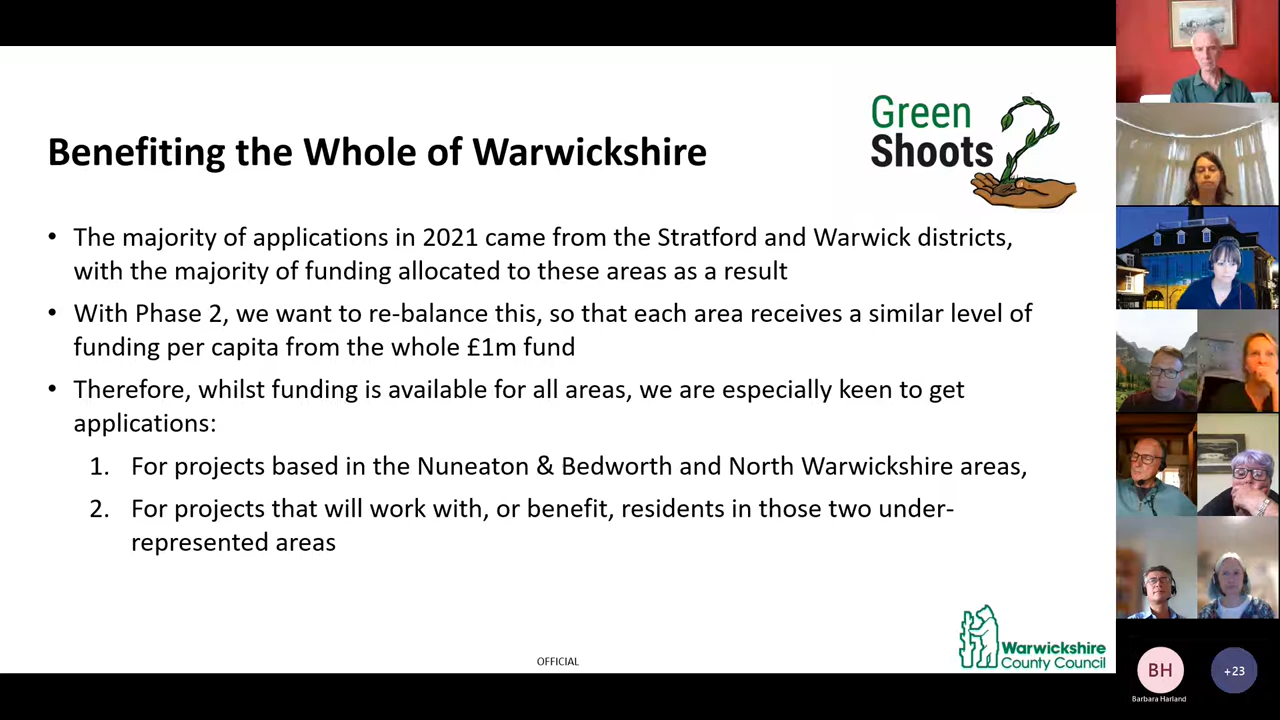 Green
Shoots
Benefiting the Whole of Warwickshire
• The majority of applications in 2021 came from the Stratford and Warwick districts,
with the majority of funding allocated to these areas as a result
• With Phase 2, we want to re-balance this, so that each area receives a similar level of
funding per capita from the whole £1m fund
• Therefore, whilst funding is available for all areas, we are especially keen to get
applications:
1. For projects based in the Nuneaton & Bedworth and North Warwickshire areas,
2. For projects that will work with, or benefit, residents in those two under-
represented areas
OFFICIAL
Warwickshire
County Council
BH
+23
Barbara Harland